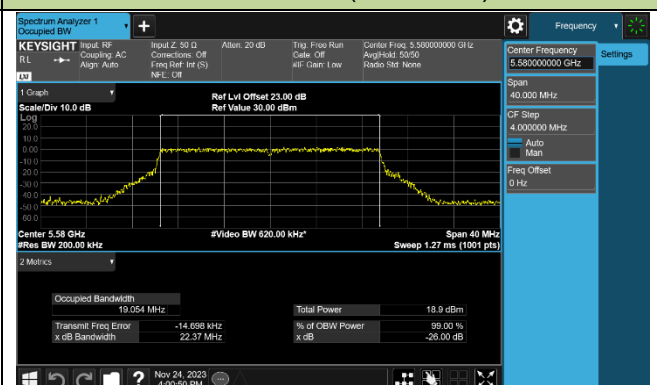 Spectrum Analyzer 1
Occupied BW
+
Frequency
KEYSIGHT
RL
LXI
Input: RF
Coupling: AC
Align: Auto
Input Z: 50 Ω
Corrections: Off
Freq Ref: Int (S)
NFE: Off
Atten: 20 dB
Trig: Free Run
Gate: Off
#IF Gain: Low
Center Freq: 5.580000000 GHz
Avg|Hold: 50/50
Radio Std: None
Center Frequency
5.580000000 GHz
Settings
Span
40.000 MHz
CF Step
4.000000 MHz
Auto
Man
Freq Offset
0 Hz
1 Graph
Scale/Div 10.0 dB
Ref Lvl Offset 23.00 dB
Ref Value 30.00 dBm
Log
20.0
10.0
0.00
-10.0
-20.0
-30.0
-40.0
-50.0
-60.0
Center 5.58 GHz
#Video BW 620.00 kHz*
Span 40 MHz
#Res BW 200.00 kHz
Sweep 1.27 ms (1001 pts)
2 Metrics
Occupied Bandwidth
19.054 MHz
Total Power 18.9 dBm
Transmit Freq Error -14.698 kHz
% of OBW Power 99.00 %
x dB Bandwidth 22.37 MHz
x dB -26.00 dB
?
Nov 24, 2023
4:00:50 PM